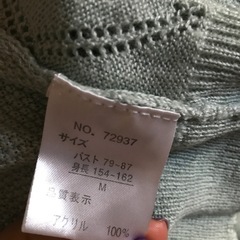 NO. 72937
サイズ
バスト 79-87
身長 154-162
M
品質表示
アクリル 100%